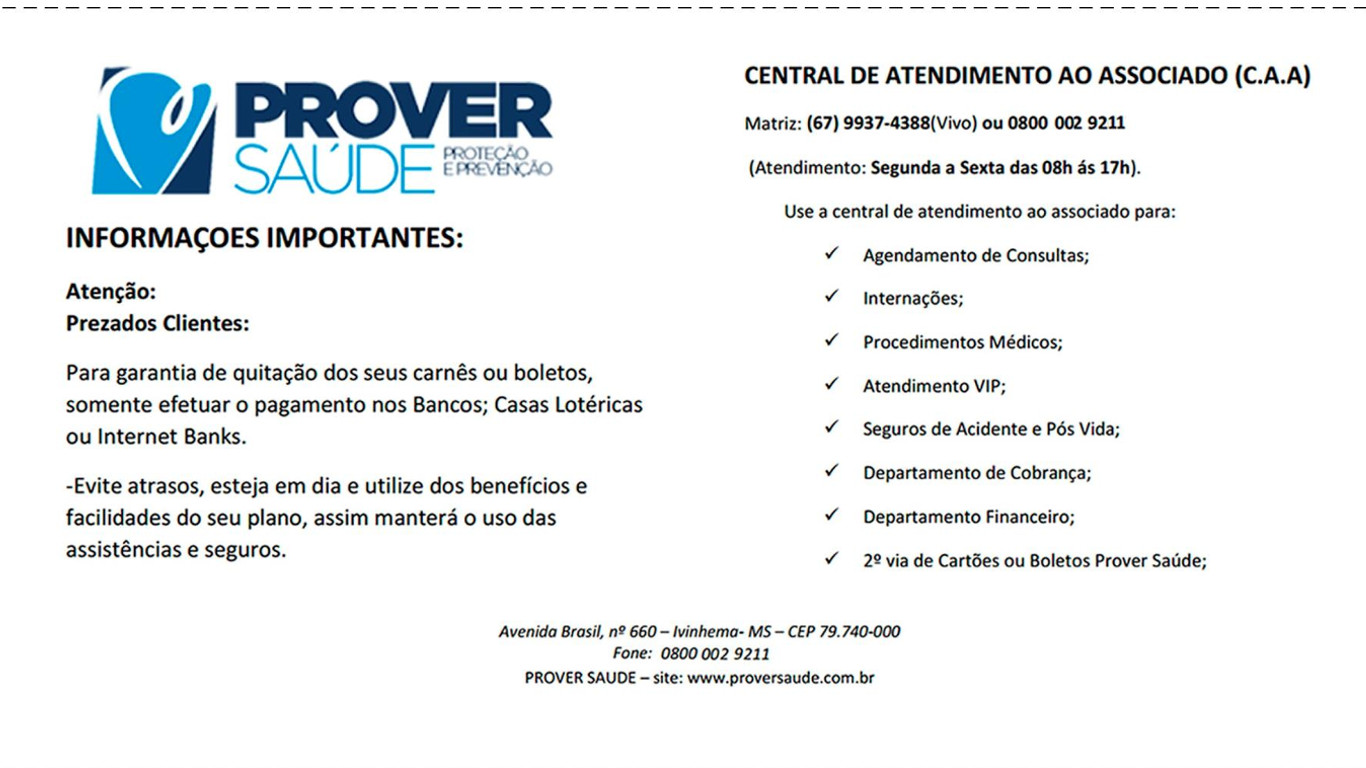 PROVER
SAÚDE PROTEÇÃO
E PREVENÇÃO
INFORMAÇOES IMPORTANTES:
Atenção:
Prezados Clientes:
Para garantia de quitação dos seus carnês ou boletos,
somente efetuar o pagamento nos Bancos; Casas Lotéricas
ou Internet Banks.
-Evite atrasos, esteja em dia e utilize dos benefícios e
facilidades do seu plano, assim manterá o uso das
assistências e seguros.
CENTRAL DE ATENDIMENTO AO ASSOCIADO (C.A.A)
Matriz: (67) 9937-4388(Vivo) ou 0800 002 9211
(Atendimento: Segunda a Sexta das 08h ás 17h).
Use a central de atendimento ao associado para:
✓ Agendamento de Consultas;
✓ Internações;
✓ Procedimentos Médicos;
✓ Atendimento VIP;
✓ Seguros de Acidente e Pós Vida;
✓ Departamento de Cobrança;
✓ Departamento Financeiro;
✓ 2º via de Cartões ou Boletos Prover Saúde;
Avenida Brasil, nº 660 – Ivinhema- MS – CEP 79.740-000
Fone: 0800 002 9211
PROVER SAUDE – site: www.proversaude.com.br